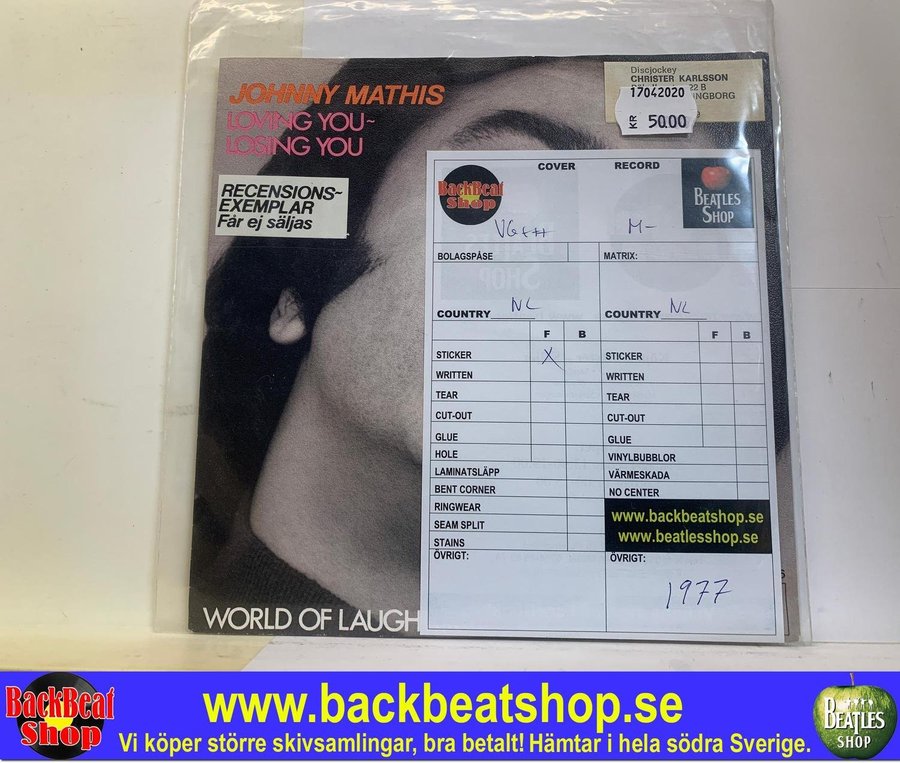 JOHNNY MATHIS
LOVING YOU~
LOSING YOU
RECENSIONS~
EXEMPLAR
Får ej säljas
Discjockey
CHRISTER KARLSSON
22 B
INGBORG
17042020
KR 50.00
COVER
RECORD
BackBeat
Shop
BEATLES
SHOP
VG+++
M-
BOLAGSPÅSE
MATRIX:
COUNTRY NL
COUNTRY NL
F B
F B
STICKER X
STICKER
WRITTEN
WRITTEN
TEAR
TEAR
CUT-OUT
CUT-OUT
GLUE
GLUE
HOLE
VINYLBUBBLOR
LAMINATSLÄPP
VÄRMESKADA
BENT CORNER
NO CENTER
RINGWEAR
www.backbeatshop.se
SEAM SPLIT
www.beatlesshop.se
STAINS
ÖVRIGT:
ÖVRIGT:
1977
WORLD OF LAUGH
BackBeat
Shop
www.backbeatshop.se
Vi köper större skivsamlingar, bra betalt! Hämtar i hela södra Sverige.
BEATLES
SHOP